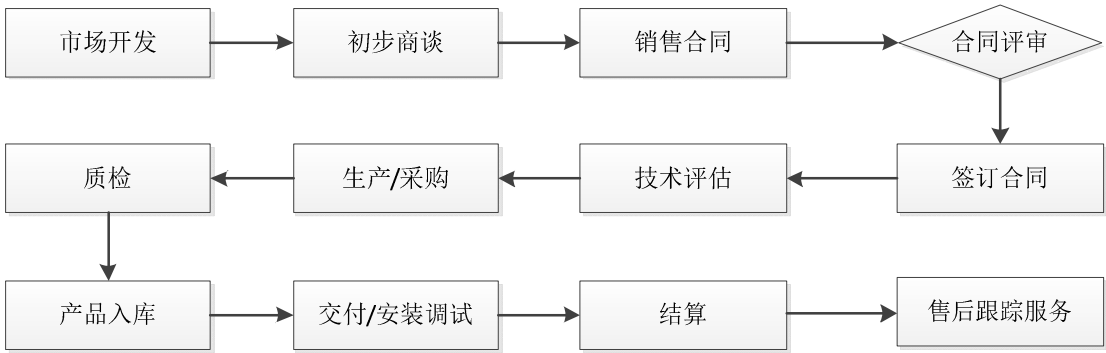 市场开发
初步商谈
销售合同
合同评审
签订合同
技术评估
生产/采购
质检
产品入库
交付/安装调试
结算
售后跟踪服务